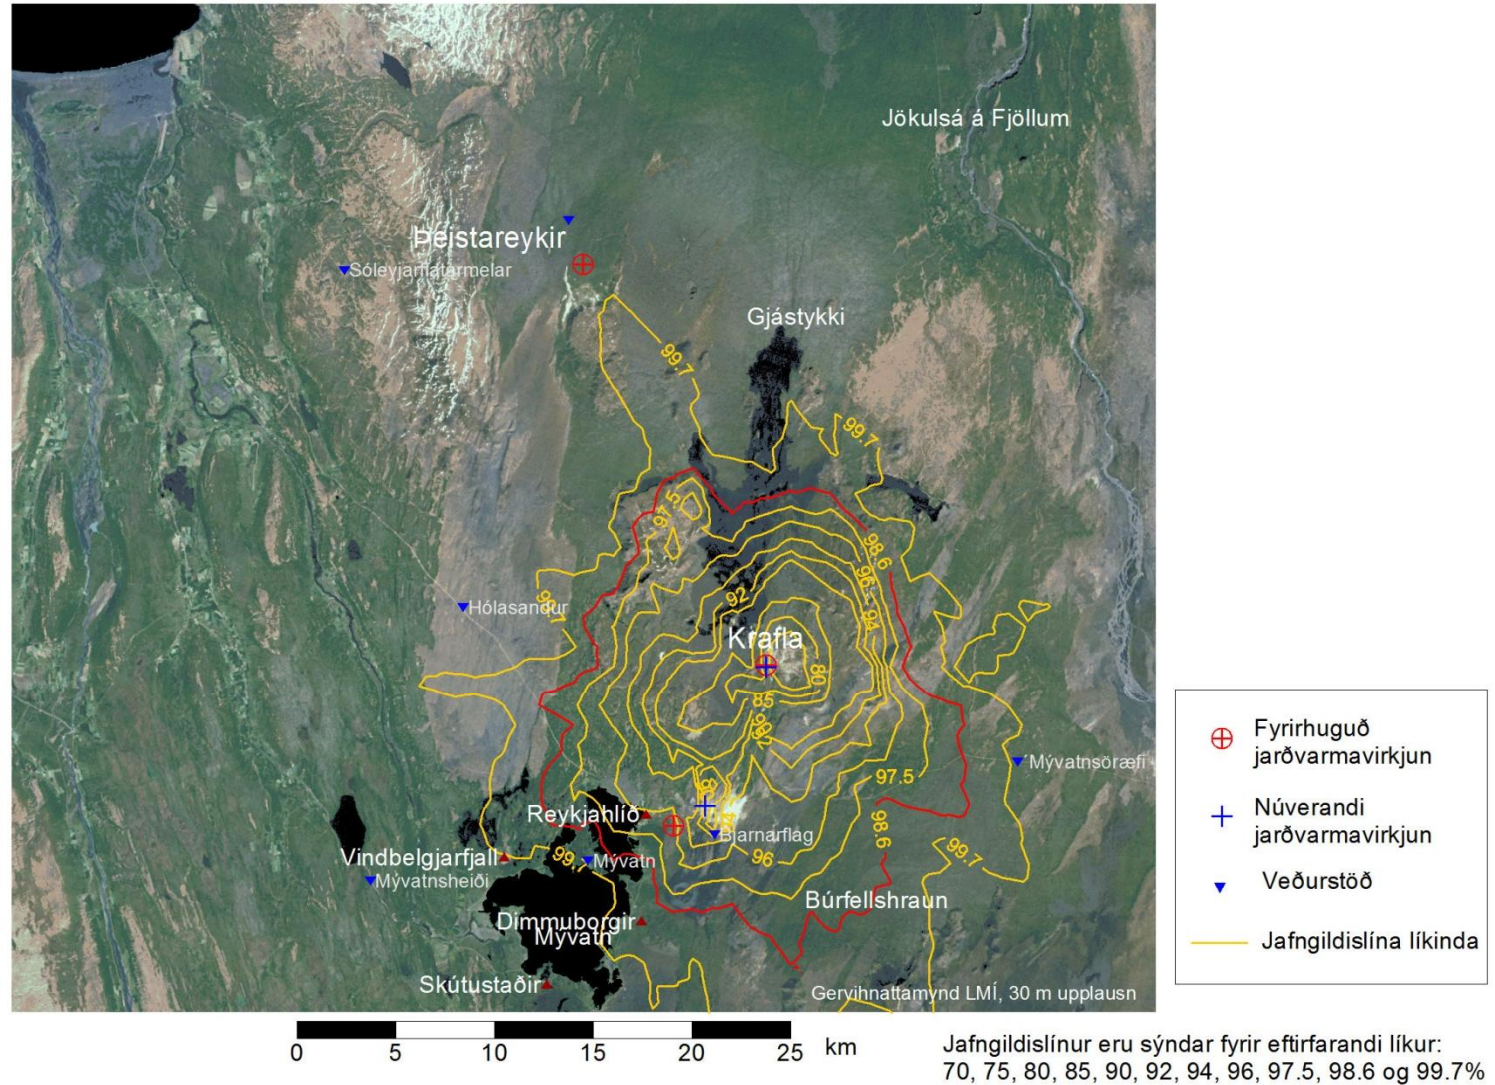 Jökulsá á Fjöllum
Þeistareykir
Sóleyjarflatarmelar
Gjástykki
99.7
99.7
97.5
98.6
96
94
92
99.7
Hólasandur
Krafla
80
85
90
92
Mývatnsöræfi
97.5
Reykjahlíð
Bjarnarflag
98.6
99.7
Vindbelgjarfjall
99.7
Mývatn
96
Mývatnsheiði
Búrfellshraun
Dimmuborgir
Mývatn
Skútustaðir
Gervihnattamynd LMÍ, 30 m upplausn
Fyrirhuguð
jarðvarmavirkjun
Núverandi
jarðvarmavirkjun
Veðurstöð
Jafngildislína líkinda
0 5 10 15 20 25 km
Jafngildislínur eru sýndar fyrir eftirfarandi líkur:
70, 75, 80, 85, 90, 92, 94, 96, 97.5, 98.6 og 99.7%